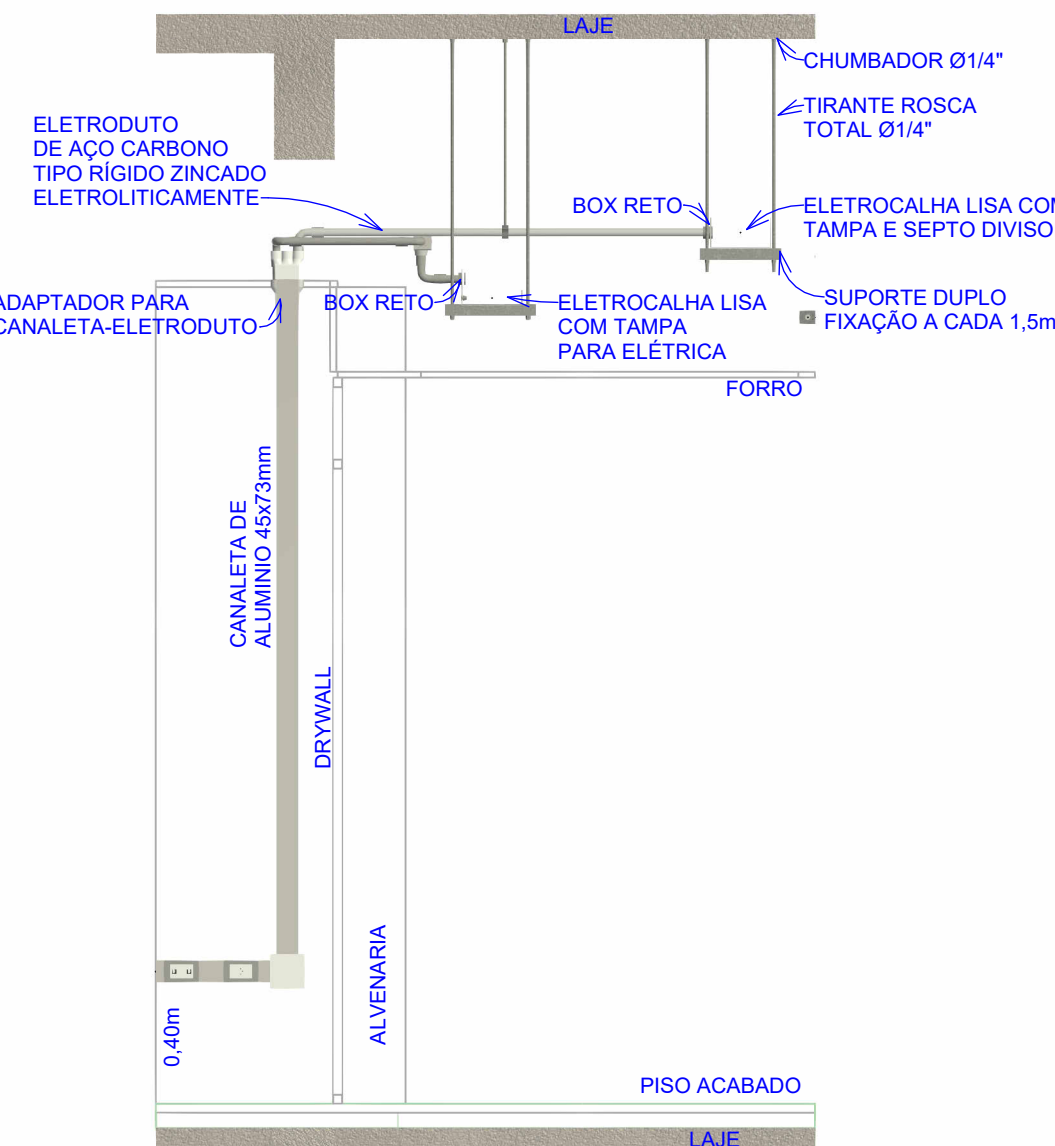 LAJE
CHUMBADOR Ø1/4"
TIRANTE ROSCA
TOTAL Ø1/4"
ELETRODUTO
DE AÇO CARBONO
TIPO RÍGIDO ZINCADO
ELETROLITICAMENTE
BOX RETO
ELETROCALHA LISA COM
TAMPA E SEPTO DIVISO
ADAPTADOR PARA
CANALETA-ELETRODUTO
BOX RETO
ELETROCALHA LISA
COM TAMPA
PARA ELÉTRICA
SUPORTE DUPLO
FIXAÇÃO A CADA 1,5m
FORRO
CANALETA DE
ALUMINIO 45x73mm
DRYWALL
ALVENARIA
0,40m
PISO ACABADO
LAJE